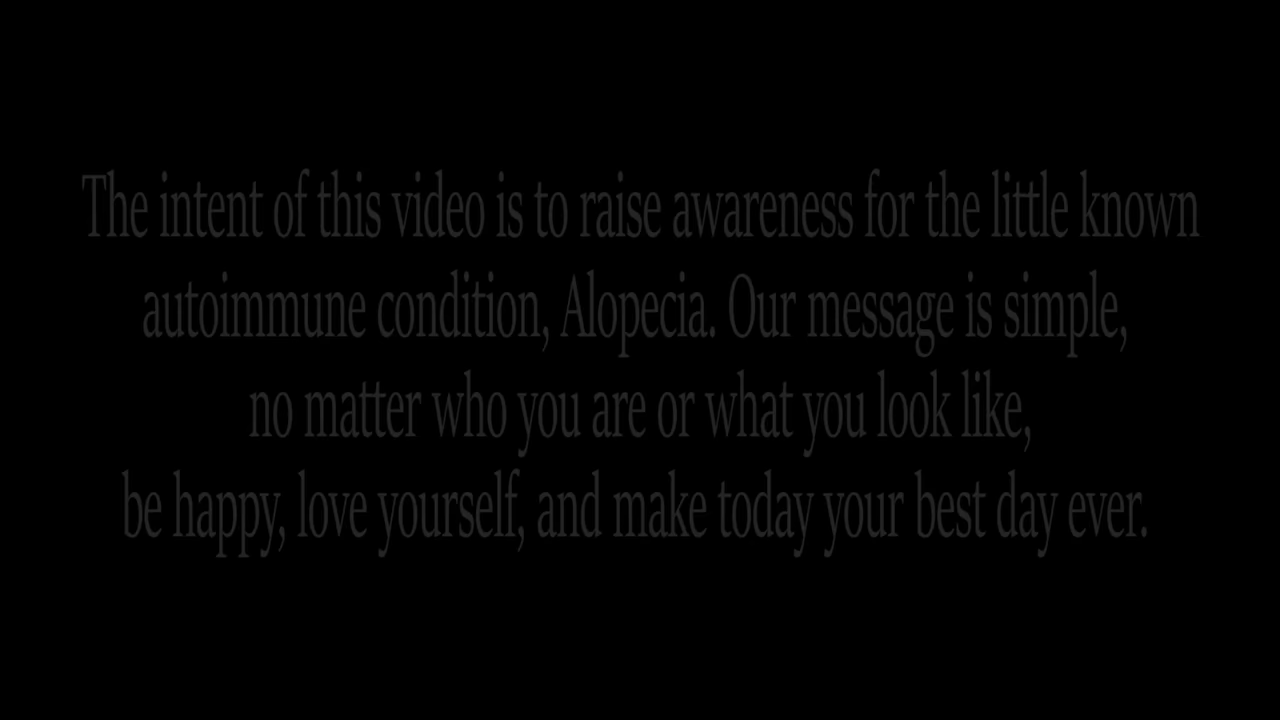 The intent of this video is to raise awareness for the little known
autoimmune condition, Alopecia. Our message is simple,
no matter who you are or what you look like,
be happy, love yourself, and make today your best day ever.